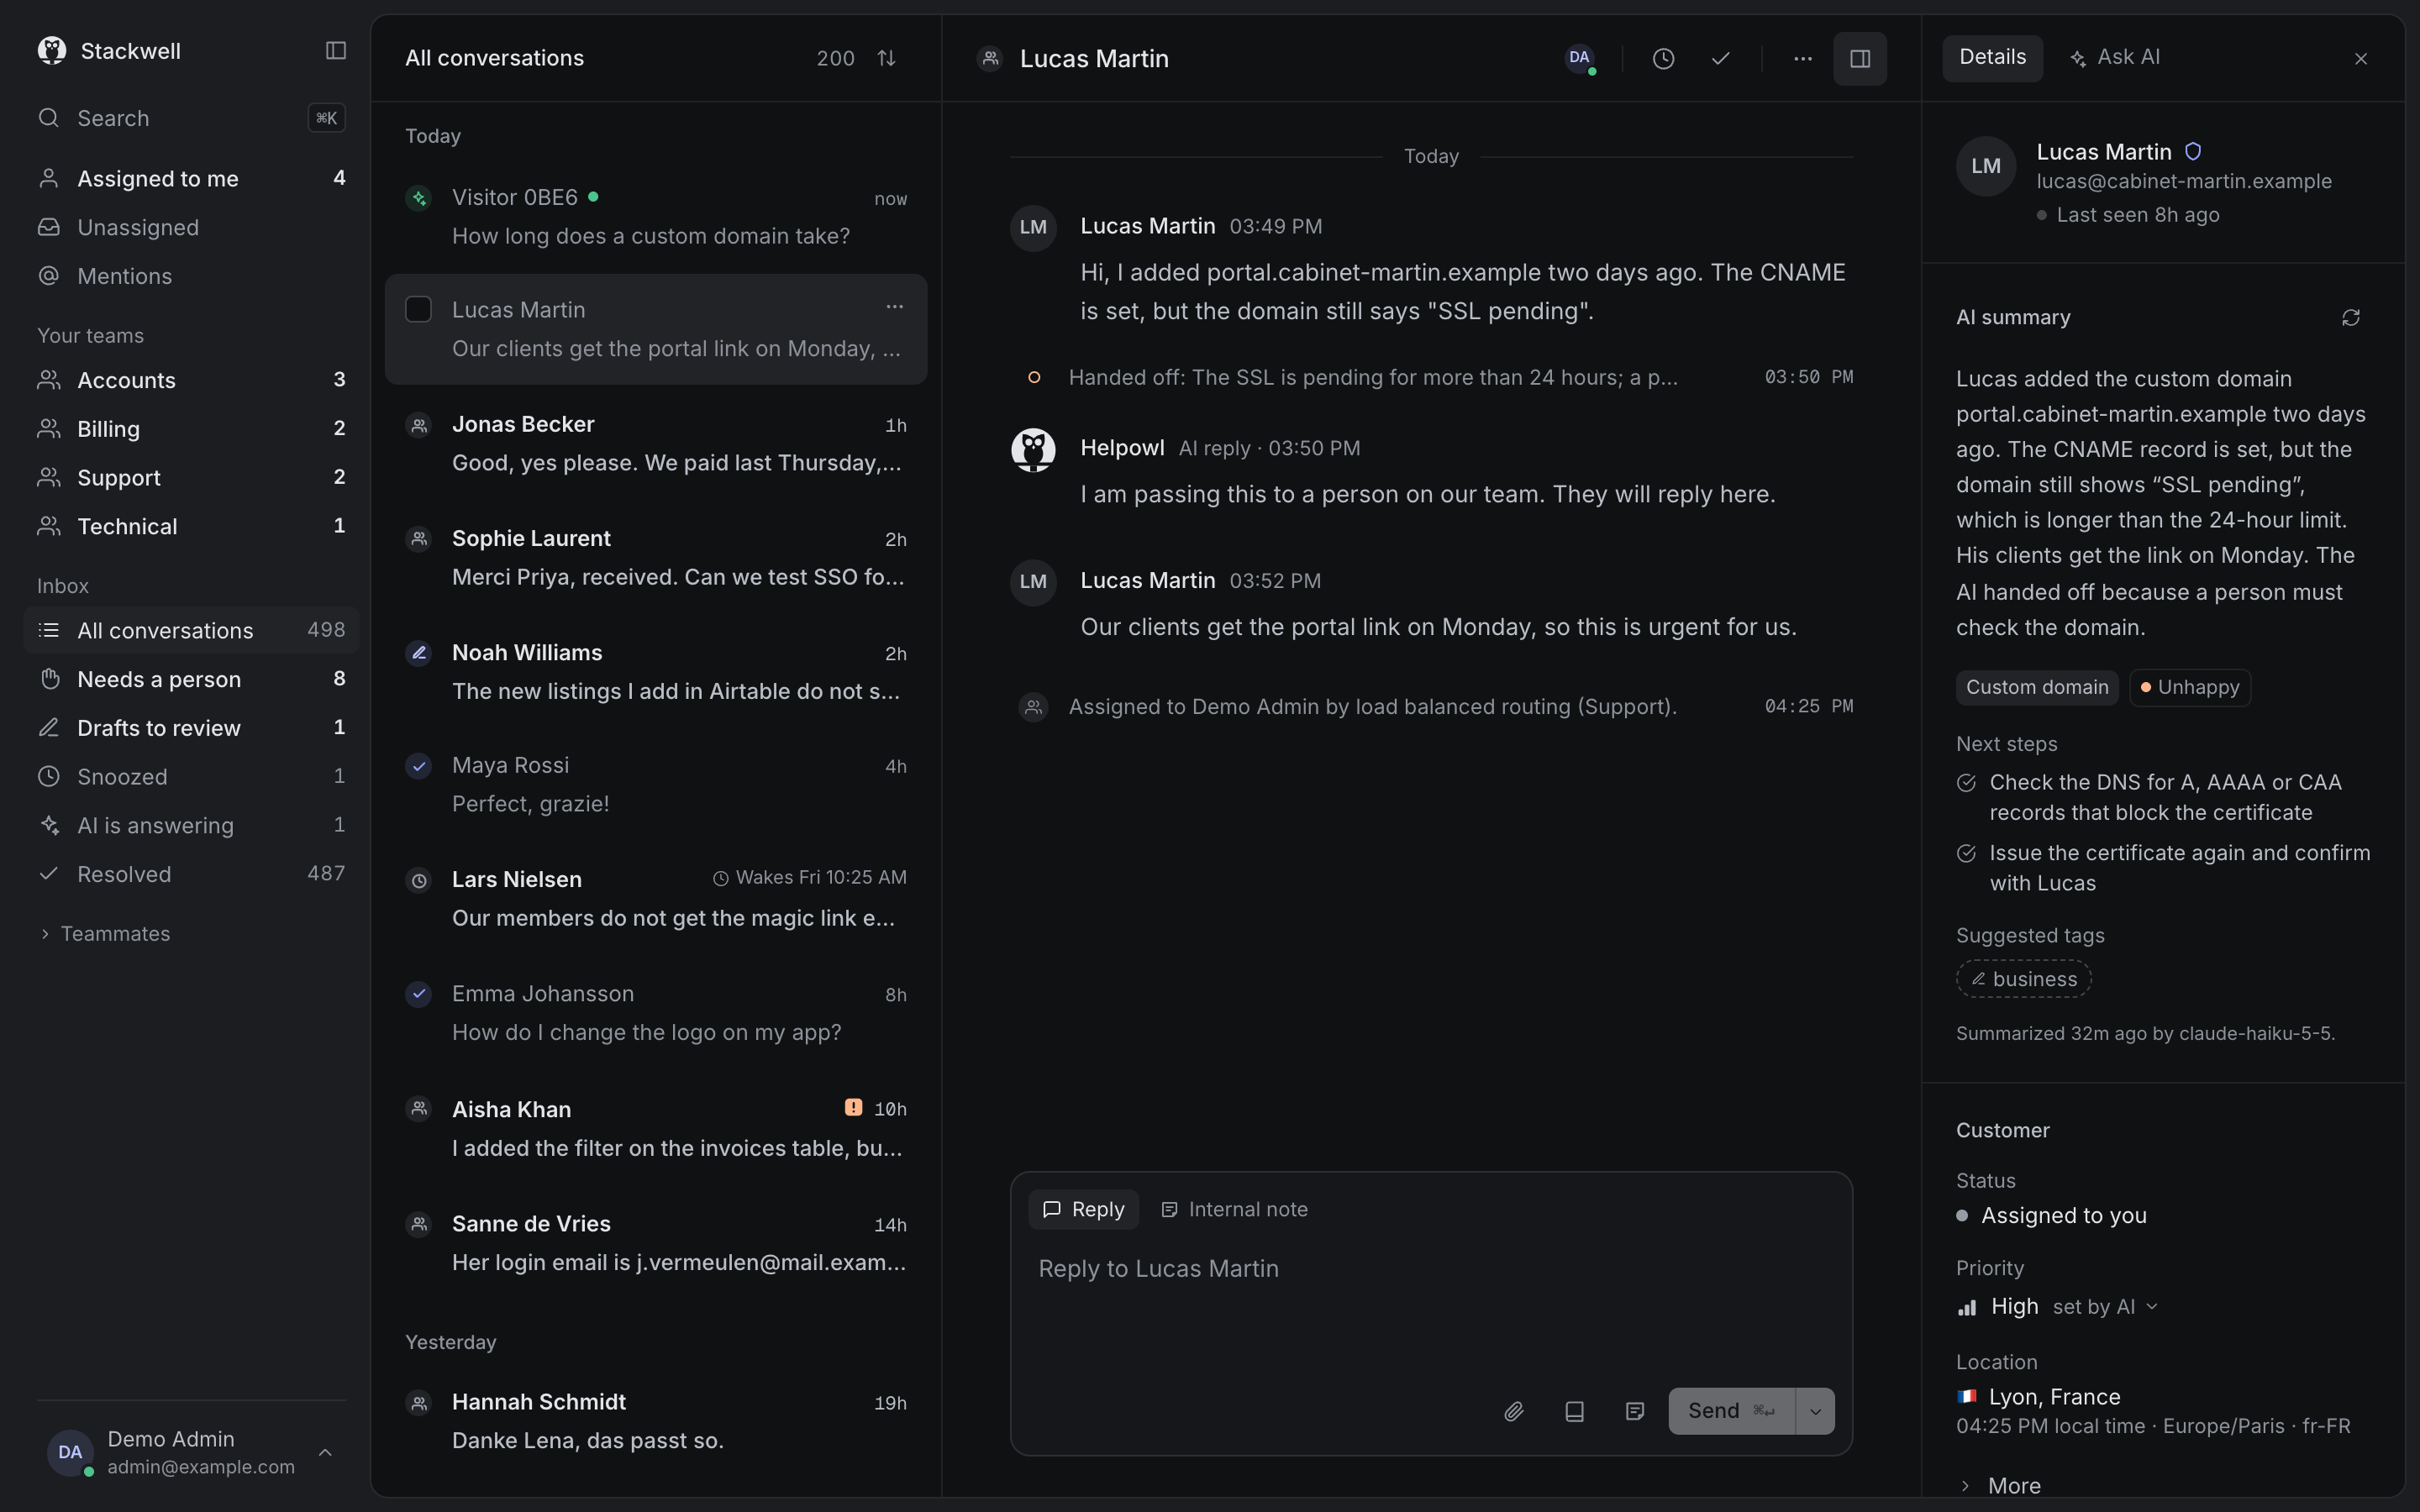 Stackwell
Search ⌘K
Assigned to me 4
Unassigned
Mentions
Your teams
Accounts 3
Billing 2
Support 2
Technical 1
Inbox
All conversations 498
Needs a person 8
Drafts to review 1
Snoozed 1
AI is answering 1
Resolved 487
Teammates
DA
Demo Admin
admin@example.com
All conversations 200
Today
Visitor 0BE6 now
How long does a custom domain take?
Lucas Martin
Our clients get the portal link on Monday, ...
Jonas Becker 1h
Good, yes please. We paid last Thursday,...
Sophie Laurent 2h
Merci Priya, received. Can we test SSO fo...
Noah Williams 2h
The new listings I add in Airtable do not s...
Maya Rossi 4h
Perfect, grazie!
Lars Nielsen Wakes Fri 10:25 AM
Our members do not get the magic link e...
Emma Johansson 8h
How do I change the logo on my app?
Aisha Khan 10h
I added the filter on the invoices table, bu...
Sanne de Vries 14h
Her login email is j.vermeulen@mail.exam...
Yesterday
Hannah Schmidt 19h
Danke Lena, das passt so.
Lucas Martin DA
Today
LM Lucas Martin 03:49 PM
Hi, I added portal.cabinet-martin.example two days ago. The CNAME
is set, but the domain still says "SSL pending".
Handed off: The SSL is pending for more than 24 hours; a p... 03:50 PM
Helpowl AI reply · 03:50 PM
I am passing this to a person on our team. They will reply here.
LM Lucas Martin 03:52 PM
Our clients get the portal link on Monday, so this is urgent for us.
Assigned to Demo Admin by load balanced routing (Support). 04:25 PM
Reply Internal note
Reply to Lucas Martin
Send ⌘↵
Details Ask AI
LM
Lucas Martin
lucas@cabinet-martin.example
Last seen 8h ago
AI summary
Lucas added the custom domain
portal.cabinet-martin.example two days
ago. The CNAME record is set, but the
domain still shows “SSL pending”,
which is longer than the 24-hour limit.
His clients get the link on Monday. The
AI handed off because a person must
check the domain.
Custom domain Unhappy
Next steps
Check the DNS for A, AAAA or CAA
records that block the certificate
Issue the certificate again and confirm
with Lucas
Suggested tags
business
Summarized 32m ago by claude-haiku-5-5.
Customer
Status
Assigned to you
Priority
High set by AI
Location
Lyon, France
04:25 PM local time · Europe/Paris · fr-FR
More